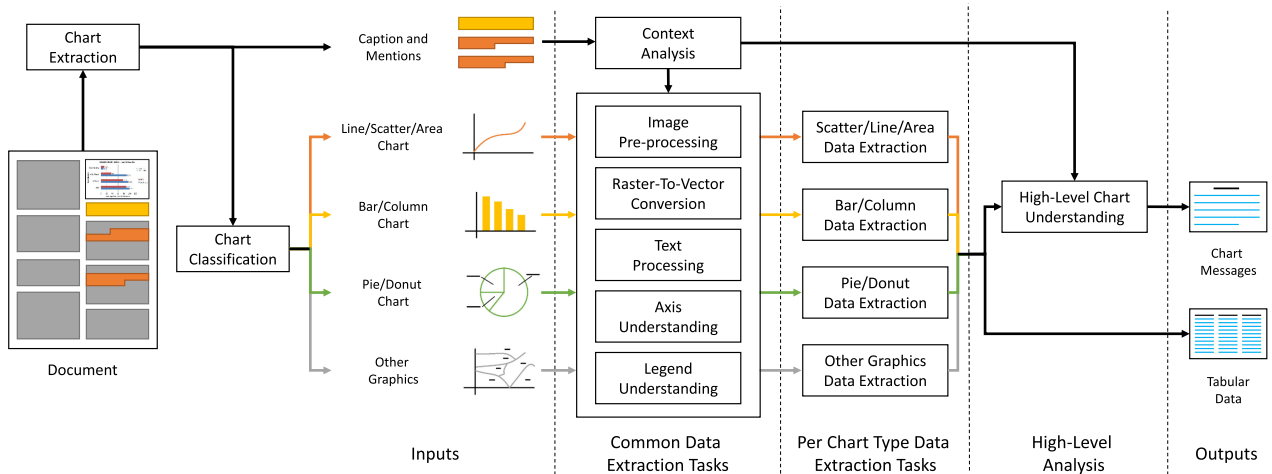 Chart
Extraction
Document
Chart
Classification
Caption and
Mentions
Line/Scatter/Area
Chart
Bar/Column
Chart
Pie/Donut
Chart
Other
Graphics
Inputs
Context
Analysis
Image
Pre-processing
Raster-To-Vector
Conversion
Text
Processing
Axis
Understanding
Legend
Understanding
Common Data
Extraction Tasks
Scatter/Line/Area
Data Extraction
Bar/Column
Data Extraction
Pie/Donut
Data Extraction
Other Graphics
Data Extraction
Per Chart Type Data
Extraction Tasks
High-Level Chart
Understanding
High-Level
Analysis
Chart
Messages
Tabular
Data
Outputs